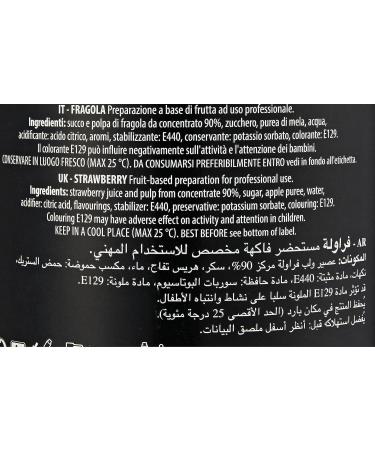 IT - FRAGOLA Preparazione a base di frutta ad uso professionale.
Ingredienti: succo e polpa di fragola da concentrato 90%, zucchero, purea di mela, acqua,
acidificante: acido citrico, aromi, stabilizzante: E440, conservante: potassio sorbato, colorante: E129.
Il colorante E129 può influire negativamente sull'attività e l'attenzione dei bambini.
CONSERVARE IN LUOGO FRESCO (MAX 25 °C). DA CONSUMARSI PREFERIBILMENTE ENTRO vedi in fondo all'etichetta.
UK - STRAWBERRY Fruit-based preparation for professional use.
Ingredients: strawberry juice and pulp from concentrate 90%, sugar, apple puree, water,
addifier: citric acid, flavourings, stabilizer: E440, preservative: potassium sorbate, colouring: E129.
Colouring E129 may have adverse effect on activity and attention in children.
KEEP IN A COOL PLACE (MAX 25 °C). BEST BEFORE see bottom of label.
AR - فراولة مستحضر فاكهة مخصص للاستخدام المهني.
المكونات: عصير ولب فراولة مركز 90%، سكر، هريس تفاح، ماء، مكسب حموضة: حمض الستريك،
نكهات، مادة مثبتة: E440، مادة حافظة: سوربات البوتاسيوم، مادة ملونة: E129.
قد تؤثر مادة E129 الملونة سلبا على نشاط وانتباه الأطفال.
يُحفظ المنتج في مكان بارد (الحد الأقصى 25 درجة مئوية).
يُفضل استهلاكه قبل: أنظر أسفل ملصق البيانات.